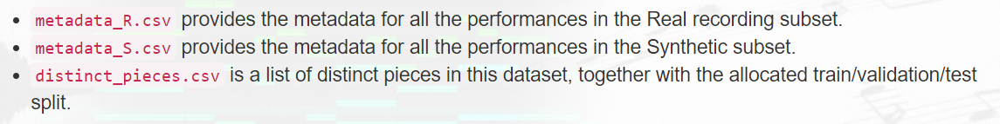 • metadata_R.csv provides the metadata for all the performances in the Real recording subset.
• metadata_S.csv provides the metadata for all the performances in the Synthetic subset.
• distinct_pieces.csv is a list of distinct pieces in this dataset, together with the allocated train/validation/test
split.